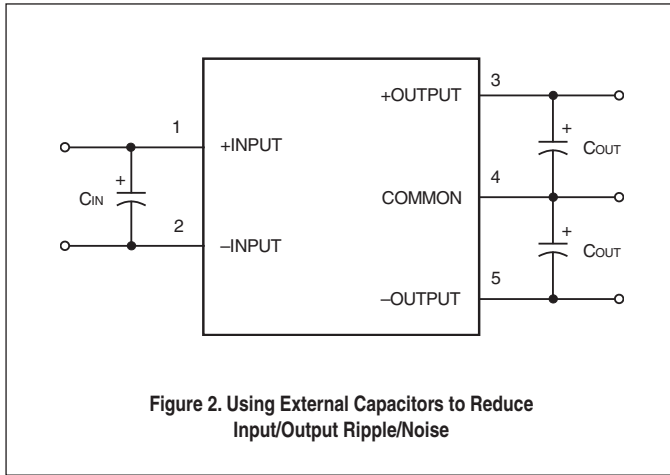 3
+OUTPUT
1
+
COUT
+INPUT
4
+
CIN
COMMON
2
+
COUT
–INPUT
5
–OUTPUT
Figure 2. Using External Capacitors to Reduce
Input/Output Ripple/Noise